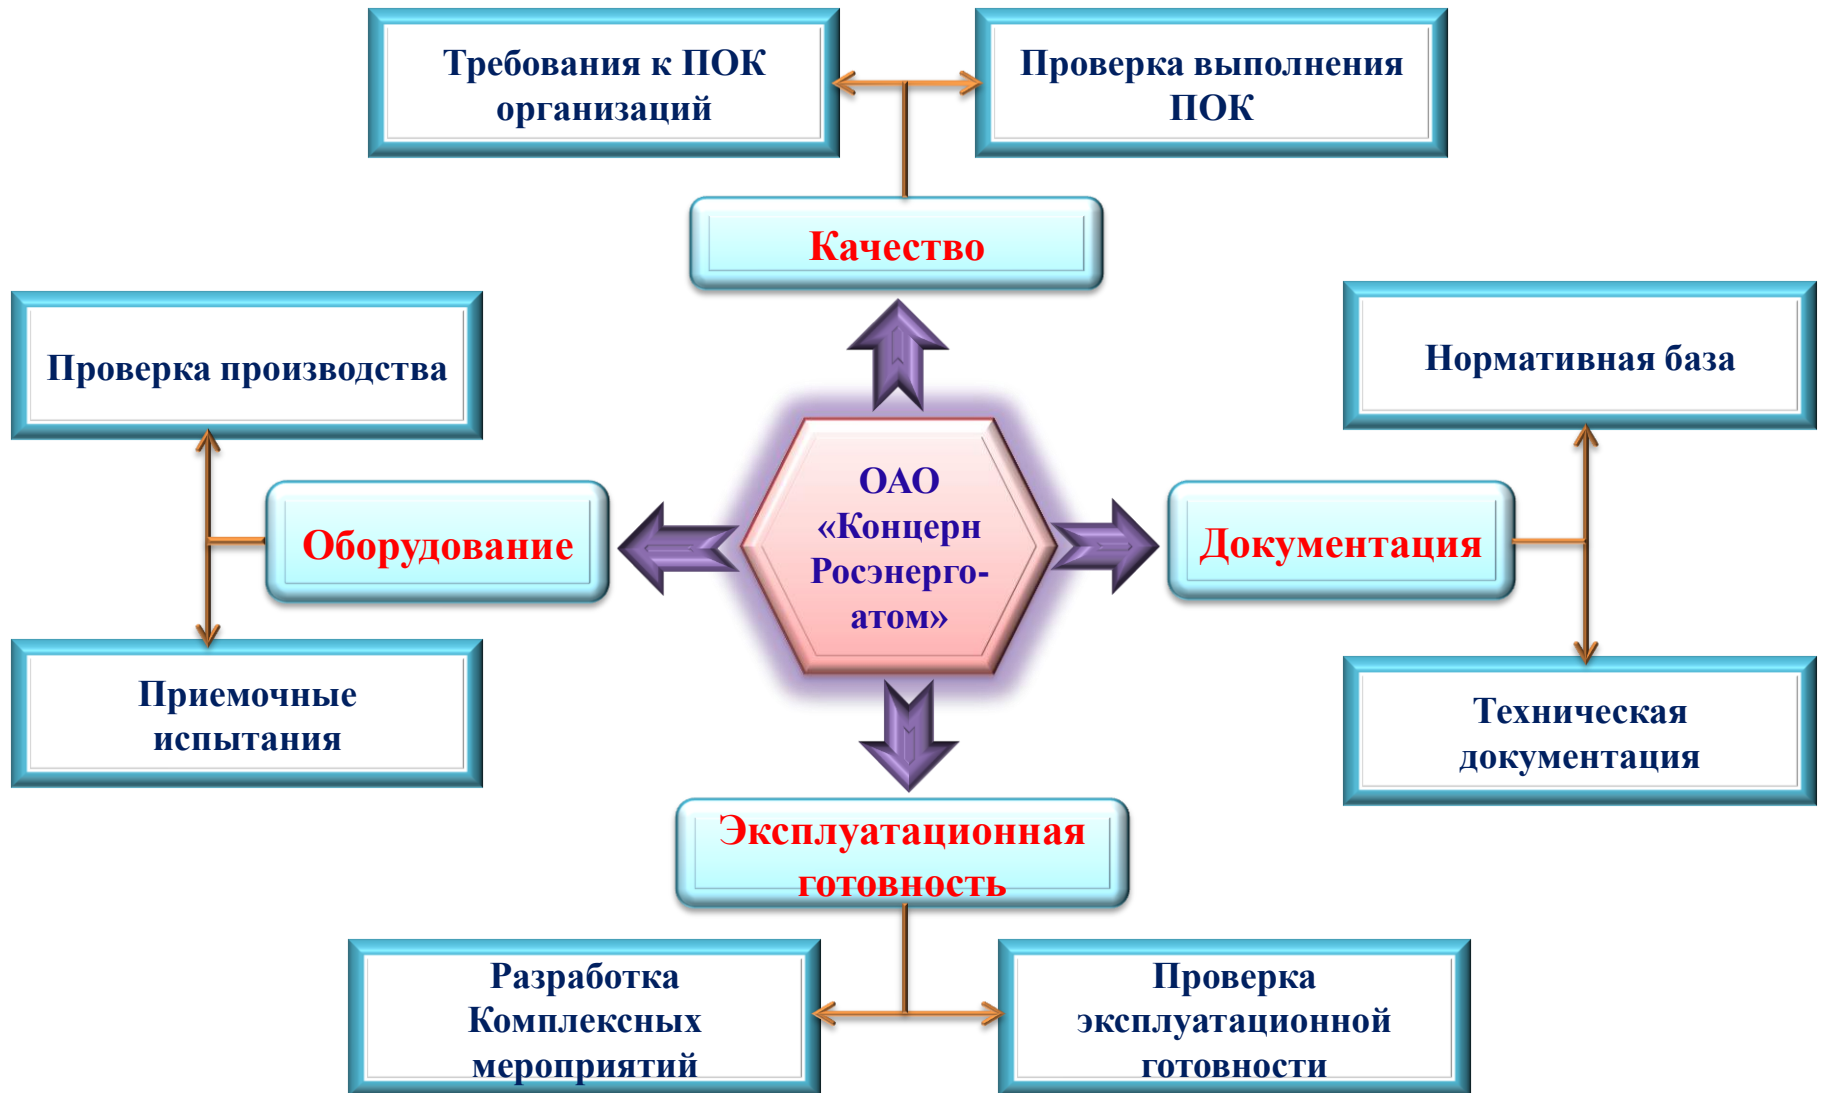 Требования к ПОК
организаций
Проверка выполнения
ПОК
Качество
Проверка производства
Нормативная база
ОАО
«Концерн
Росэнерго-
атом»
Оборудование
Документация
Приемочные
испытания
Техническая
документация
Эксплуатационная
готовность
Разработка
Комплексных
мероприятий
Проверка
эксплуатационной
готовности